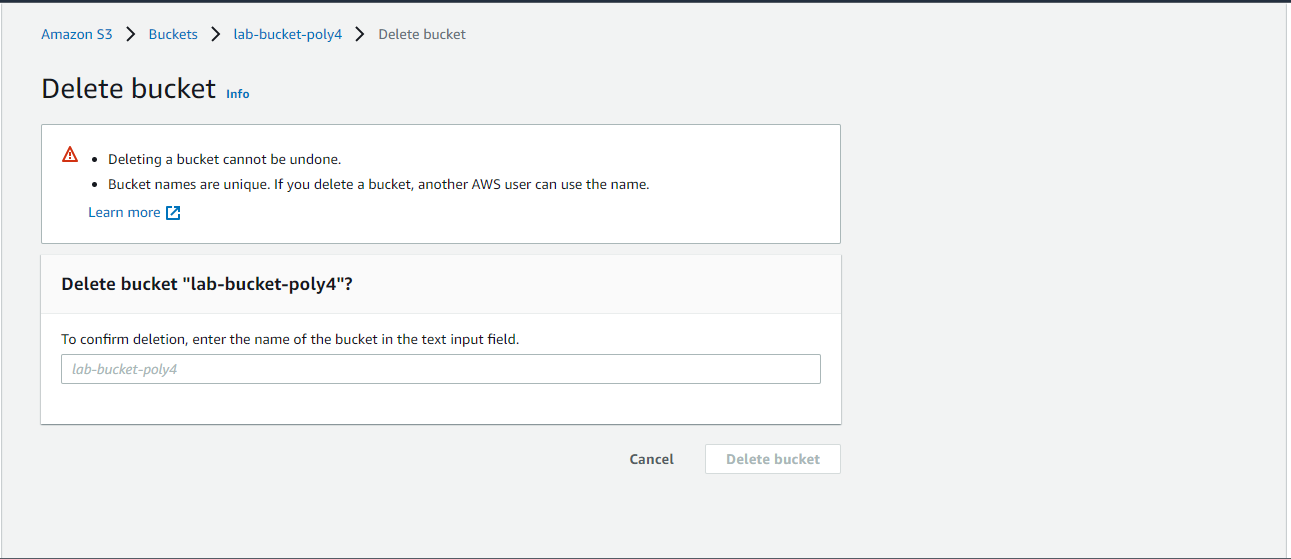 Amazon S3 > Buckets > lab-bucket-poly4 > Delete bucket
Delete bucket Info
• Deleting a bucket cannot be undone.
• Bucket names are unique. If you delete a bucket, another AWS user can use the name.
Learn more
Delete bucket "lab-bucket-poly4"?
To confirm deletion, enter the name of the bucket in the text input field.
lab-bucket-poly4
Cancel Delete bucket